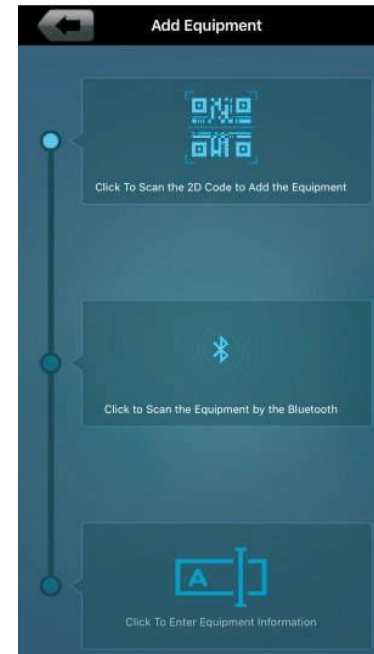 Add Equipment
Click To Scan the 2D Code to Add the Equipment
Click to Scan the Equipment by the Bluetooth
A
Click To Enter Equipment Information